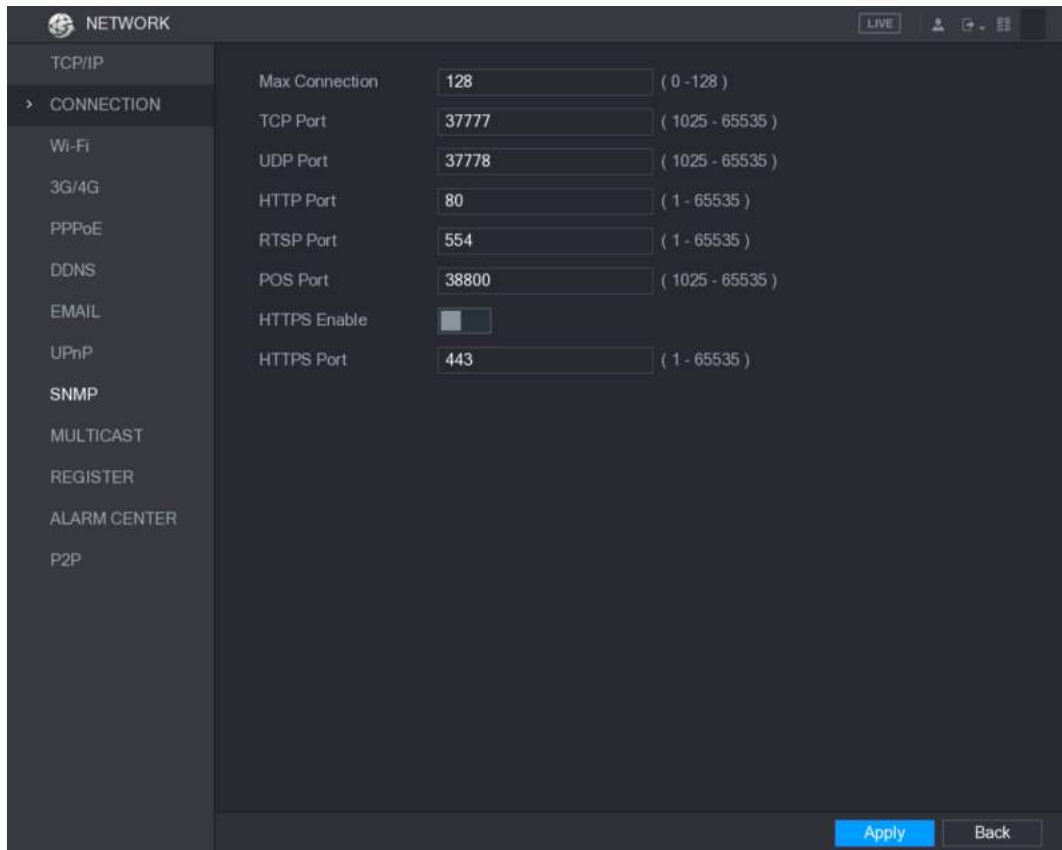 NETWORK
LIVE
TCP/IP
CONNECTION
Wi-Fi
3G/4G
PPPoE
DDNS
EMAIL
UPnP
SNMP
MULTICAST
REGISTER
ALARM CENTER
P2P
Max Connection 128 ( 0 -128 )
TCP Port 37777 ( 1025 - 65535 )
UDP Port 37778 ( 1025 - 65535 )
HTTP Port 80 ( 1 - 65535 )
RTSP Port 554 ( 1 - 65535 )
POS Port 38800 ( 1025 - 65535 )
HTTPS Enable
HTTPS Port 443 ( 1 - 65535 )
Apply Back